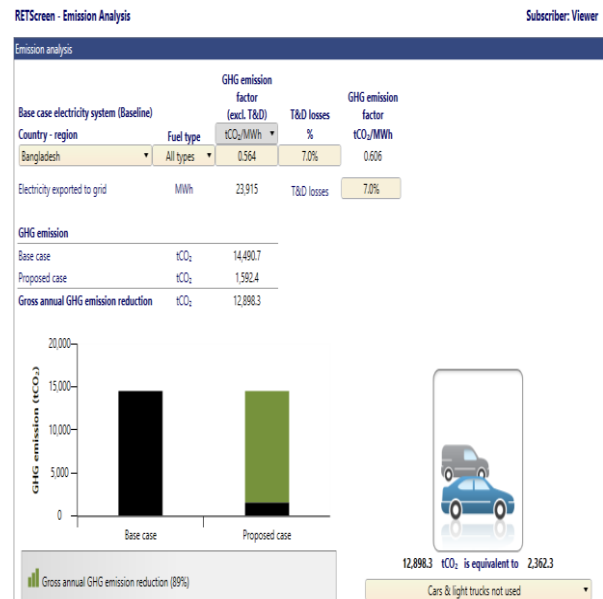 RETScreen - Emission Analysis Subscriber: Viewer
Emission analysis
GHG emission
factor GHG emission
Base case electricity system (Baseline) (excl. T&D) T&D losses factor
Country - region Fuel type tCO₂/MWh % tCO₂/MWh
Bangladesh All types 0.564 7.0% 0.606
Electricity exported to grid MWh 23,915 T&D losses 7.0%
GHG emission
Base case tCO₂ 14,490.7
Proposed case tCO₂ 1,592.4
Gross annual GHG emission reduction tCO₂ 12,898.3
20,000
15,000
10,000
5,000
0
GHG emission (tCO₂)
Base case Proposed case
Gross annual GHG emission reduction (89%)
12,898.3 tCO₂ is equivalent to 2,362.3
Cars & light trucks not used